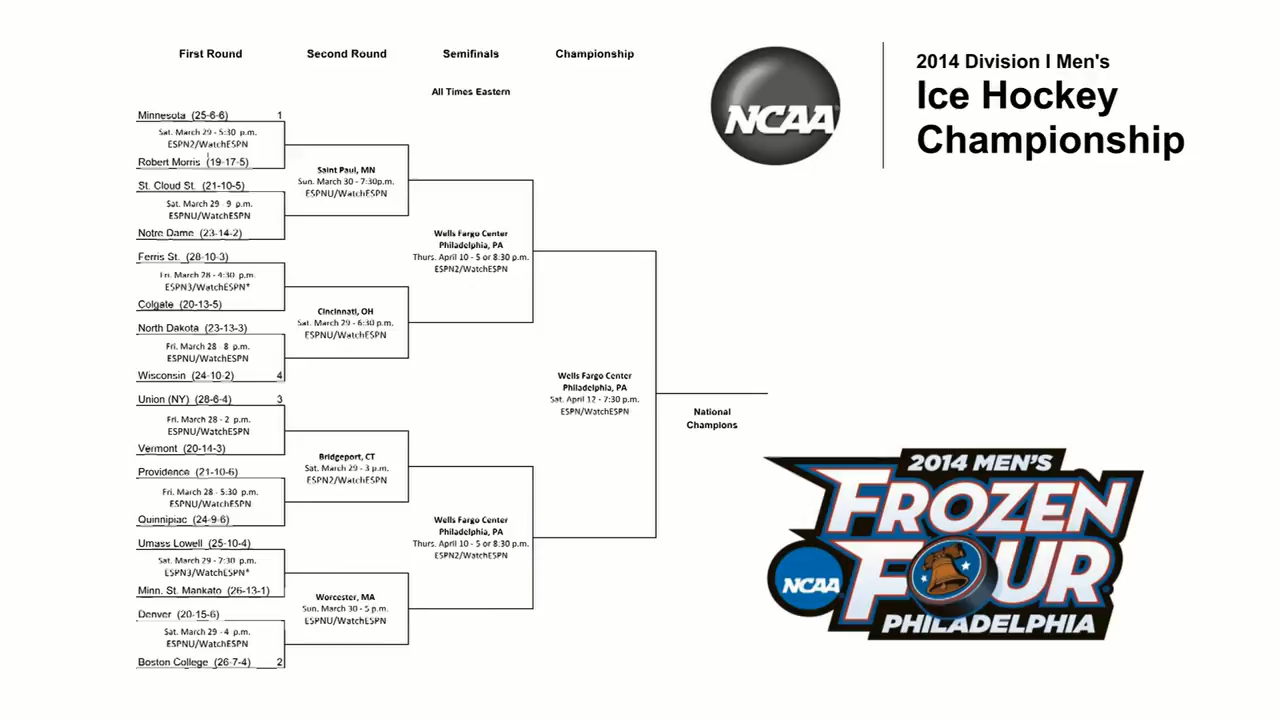 First Round
Second Round
Semifinals
Championship
All Times Eastern
Minnesota (25-6-6) 1
Sat. March 29 - 5:30 p.m.
ESPN2/WatchESPN
Robert Morris (19-17-5)
St. Cloud St. (21-10-5)
Sat. March 29 - 9 p.m.
ESPNU/WatchESPN
Notre Dame (23-14-2)
Ferris St. (28-10-3)
Fri. March 28 - 4:30 p.m.
ESPN3/WatchESPN*
Colgate (20-13-5)
North Dakota (23-13-3)
Fri. March 28 - 8 p.m.
ESPNU/WatchESPN
Wisconsin (24-10-2) 4
Union (NY) (28-6-4) 3
Fri. March 28 - 2 p.m.
ESPNU/WatchESPN
Vermont (20-14-3)
Providence (21-10-6)
Fri. March 28 - 5:30 p.m.
ESPNU/WatchESPN
Quinnipiac (24-9-6)
Umass Lowell (25-10-4)
Sat. March 29 - 7:30 p.m.
ESPN3/WatchESPN*
Minn. St. Mankato (26-13-1)
Denver (20-15-6)
Sat. March 29 - 4 p.m.
ESPNU/WatchESPN
Boston College (26-7-4) 2
Saint Paul, MN
Sun. March 30 - 7:30p.m.
ESPNU/WatchESPN
Cincinnati, OH
Sat. March 29 - 6:30 p.m.
ESPNU/WatchESPN
Bridgeport, CT
Sat. March 29 - 3 p.m.
ESPN2/WatchESPN
Worcester, MA
Sun. March 30 - 5 p.m.
ESPNU/WatchESPN
Wells Fargo Center
Philadelphia, PA
Thurs. April 10 - 5 or 8:30 p.m.
ESPN2/WatchESPN
Wells Fargo Center
Philadelphia, PA
Thurs. April 10 - 5 or 8:30 p.m.
ESPN2/WatchESPN
Wells Fargo Center
Philadelphia, PA
Sat. April 12 - 7:30 p.m.
ESPN/WatchESPN
National
Champions
NCAA
2014 Division I Men's
Ice Hockey
Championship
2014 MEN'S
FROZEN
FOUR
NCAA
PHILADELPHIA